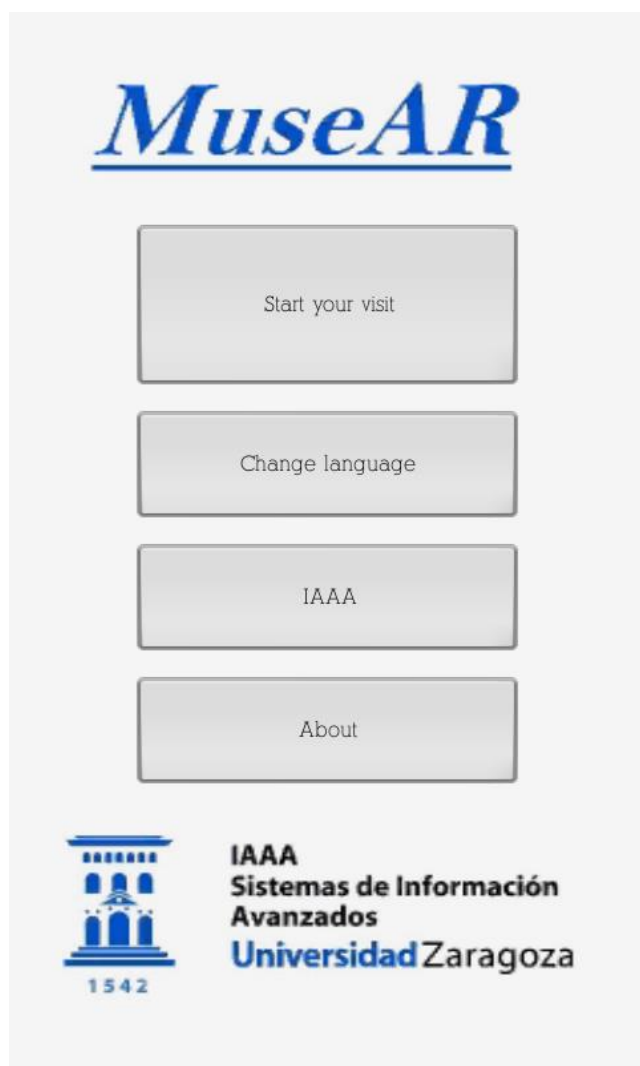 MuseAR
Start your visit
Change language
IAAA
About
IAAA
Sistemas de Información
Avanzados
Universidad Zaragoza
1542